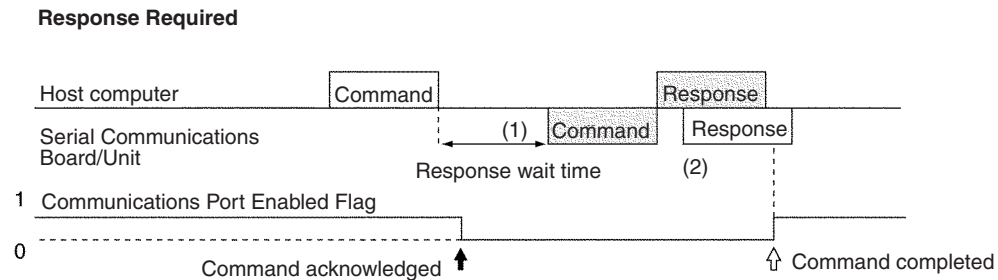 Response Required
Host computer
Command
Response
Serial Communications
Board/Unit
(1)
Command
Response
Response wait time
(2)
1
Communications Port Enabled Flag
0
Command acknowledged
Command completed